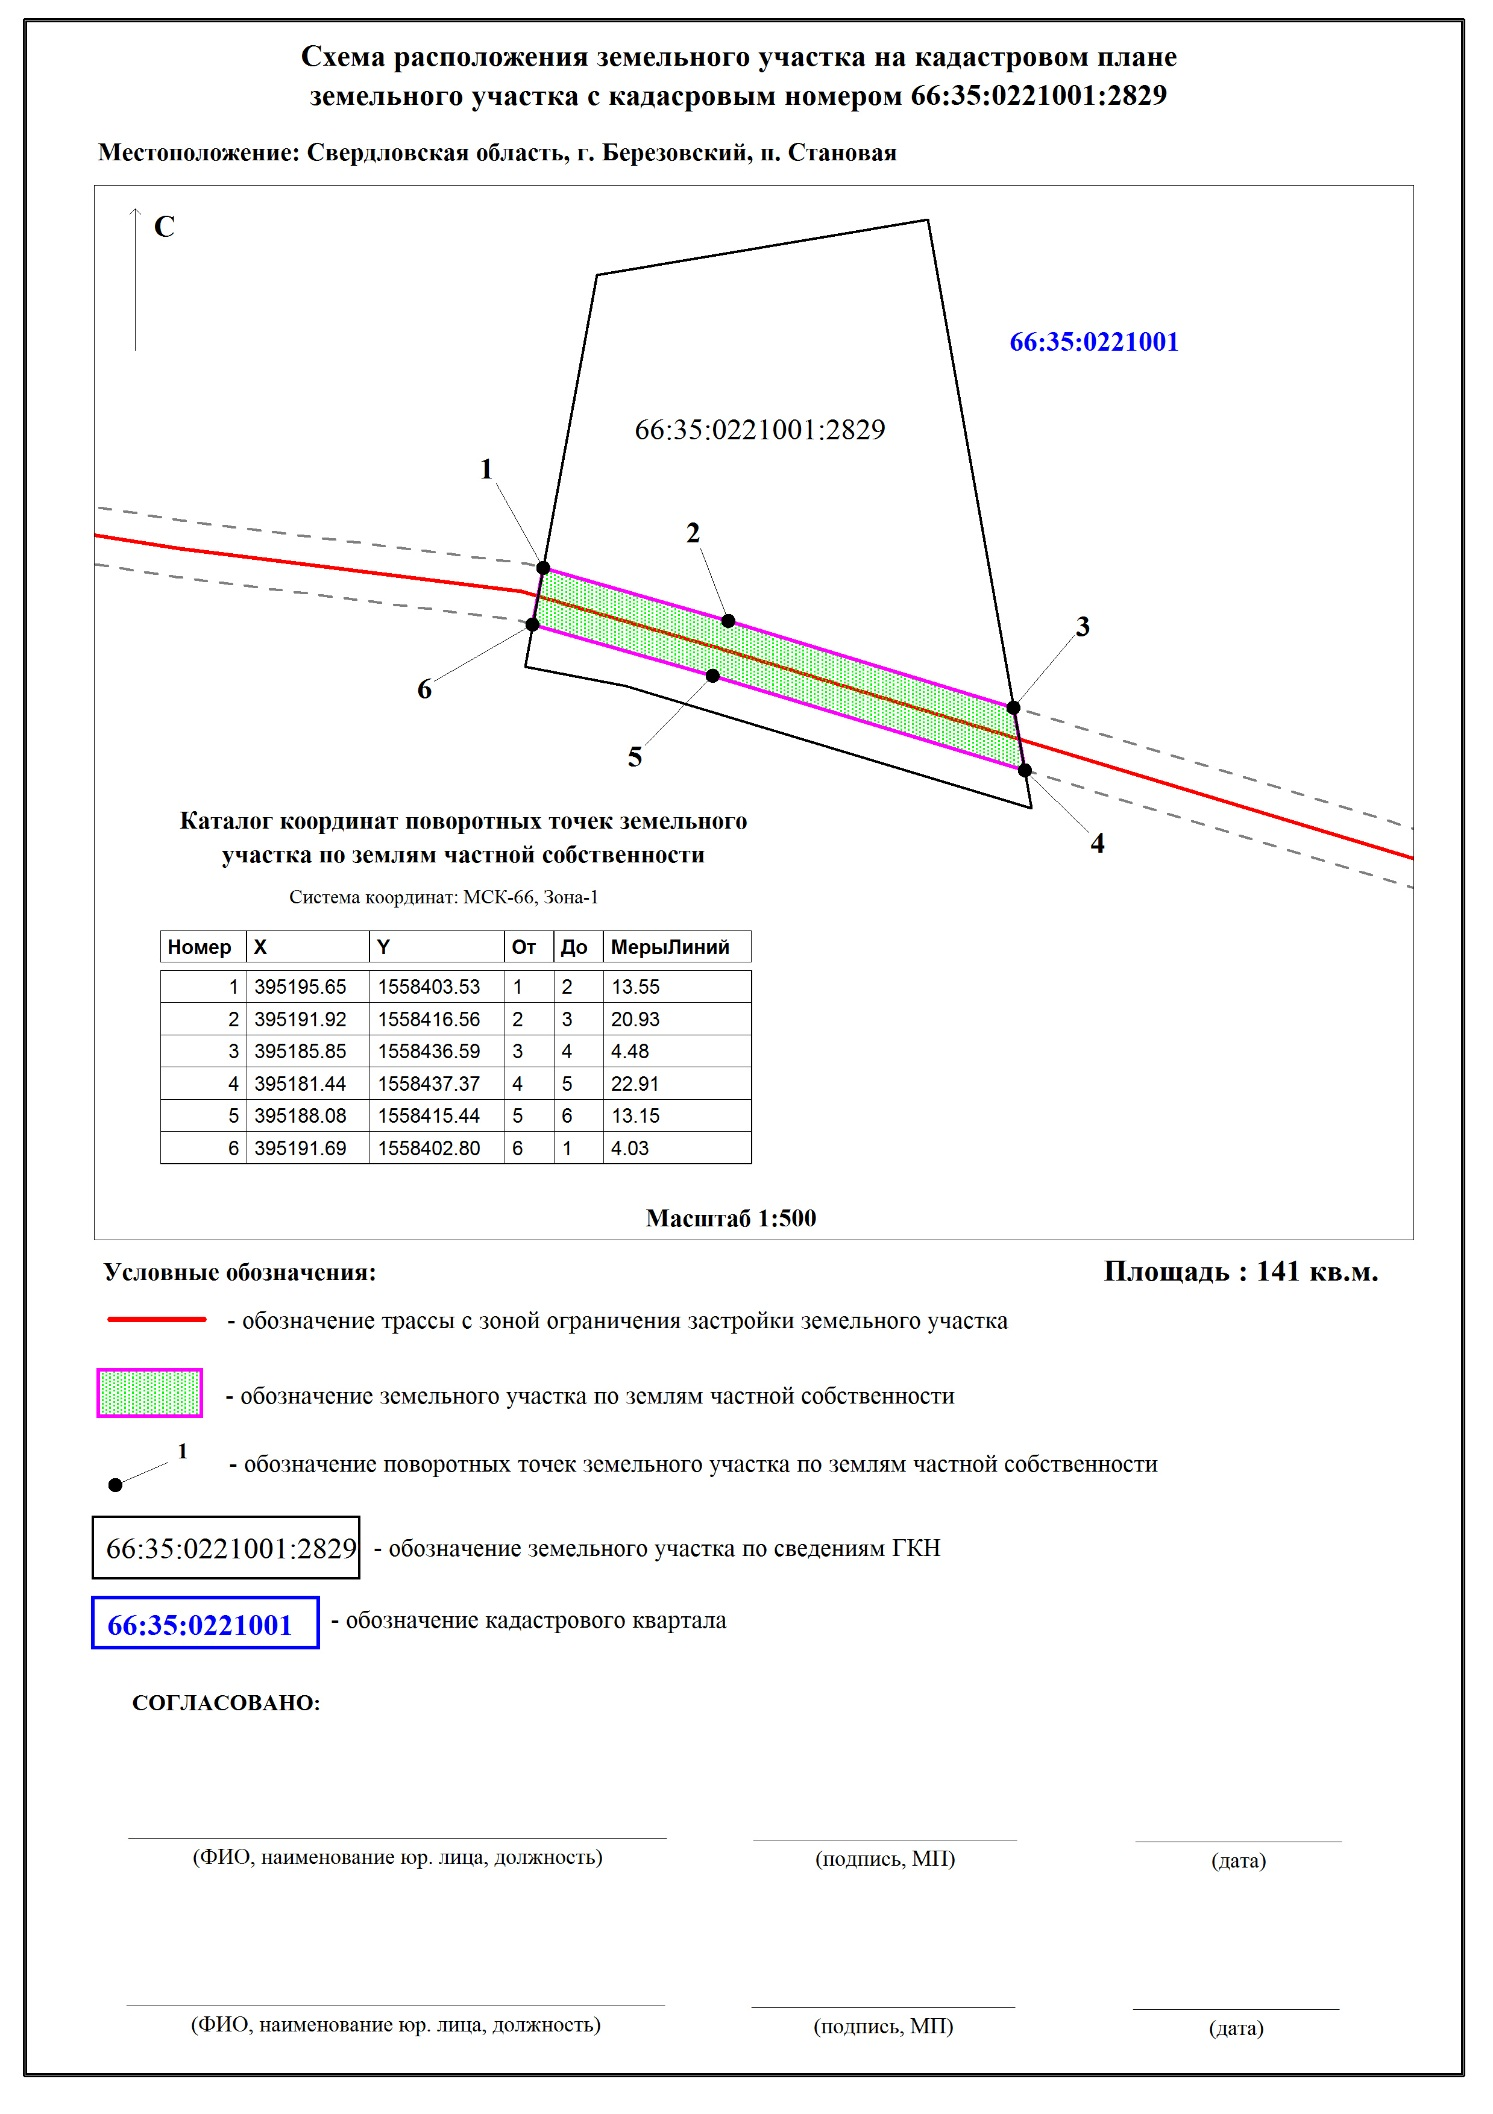 Схема расположения земельного участка на кадастровом плане
земельного участка с кадасровым номером 66:35:0221001:2829
Местоположение: Свердловская область, г. Березовский, п. Становая
С
66:35:0221001
66:35:0221001:2829
1
2
3
6
5
4
Каталог координат поворотных точек земельного
участка по землям частной собственности
Система координат: МСК-66, Зона-1
Номер X Y От До МерыЛиний
1 395195.65 1558403.53 1 2 13.55
2 395191.92 1558416.56 2 3 20.93
3 395185.85 1558436.59 3 4 4.48
4 395181.44 1558437.37 4 5 22.91
5 395188.08 1558415.44 5 6 13.15
6 395191.69 1558402.80 6 1 4.03
Масштаб 1:500
Условные обозначения: Площадь : 141 кв.м.
- обозначение трассы с зоной ограничения застройки земельного участка
- обозначение земельного участка по землям частной собственности
1
- обозначение поворотных точек земельного участка по землям частной собственности
66:35:0221001:2829 - обозначение земельного участка по сведениям ГКН
66:35:0221001 - обозначение кадастрового квартала
СОГЛАСОВАНО:
(ФИО, наименование юр. лица, должность) (подпись, МП) (дата)
(ФИО, наименование юр. лица, должность) (подпись, МП) (дата)